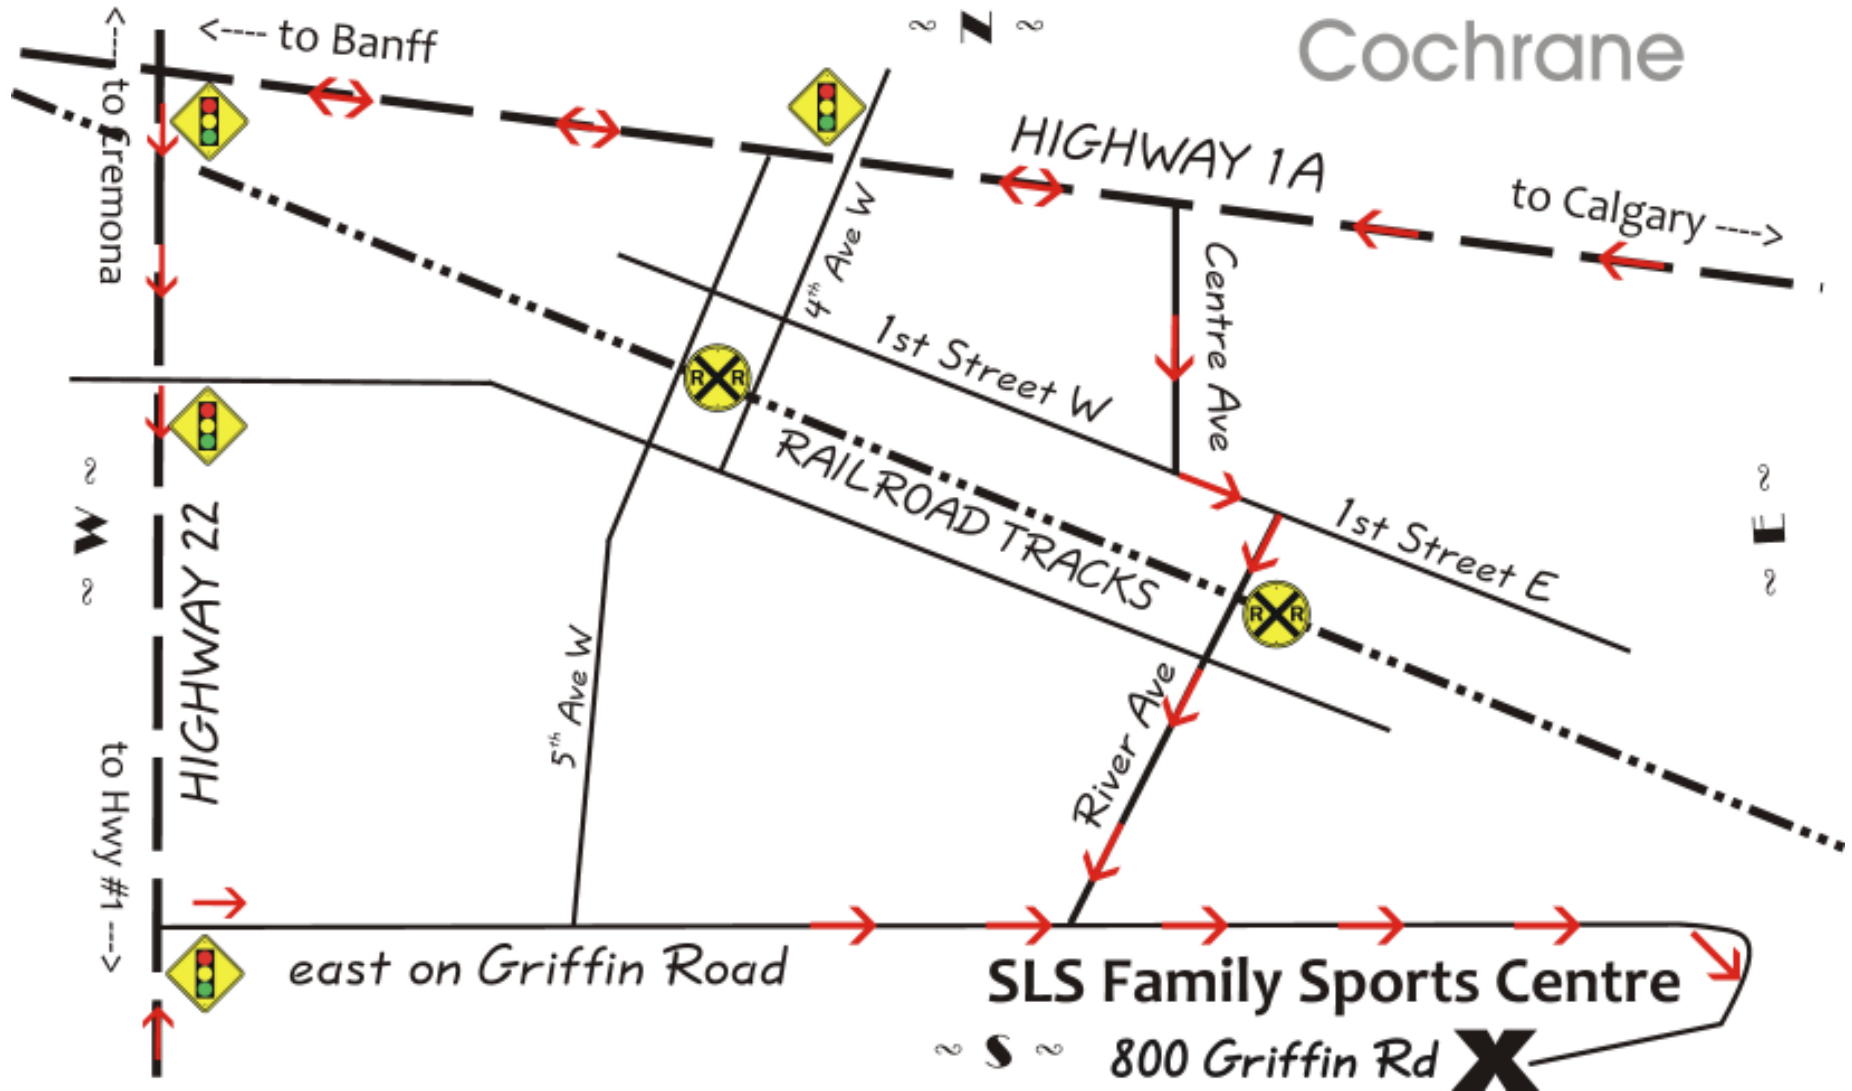 <---- to Banff
~ N ~
Cochrane
<---- to Cremona
HIGHWAY 1A
to Calgary ---->
4th Ave W
Centre Ave
1st Street W
R R
RAILROAD TRACKS
1st Street E
~ W ~
~ E ~
HIGHWAY 22
R R
5th Ave W
River Ave
to Hwy #1 ---->
east on Griffin Road
SLS Family Sports Centre
~ S ~
800 Griffin Rd X